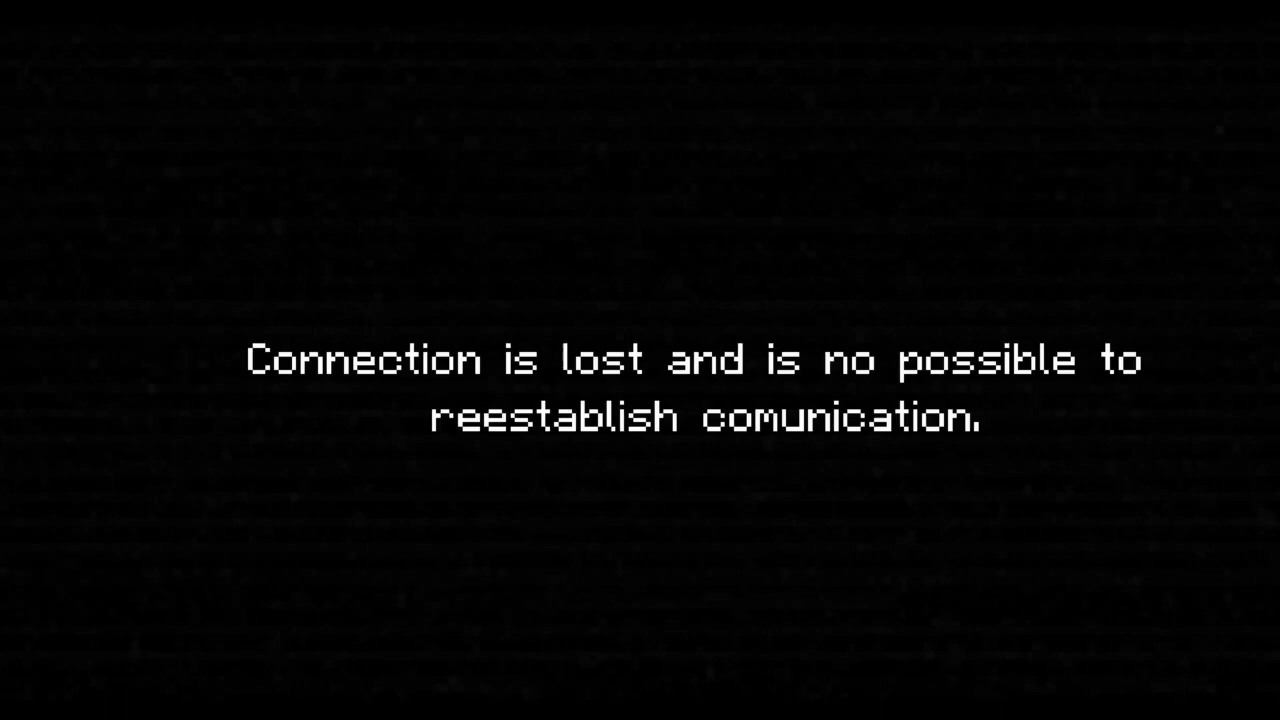 Connection is lost and is no possible to
reestablish comunication.